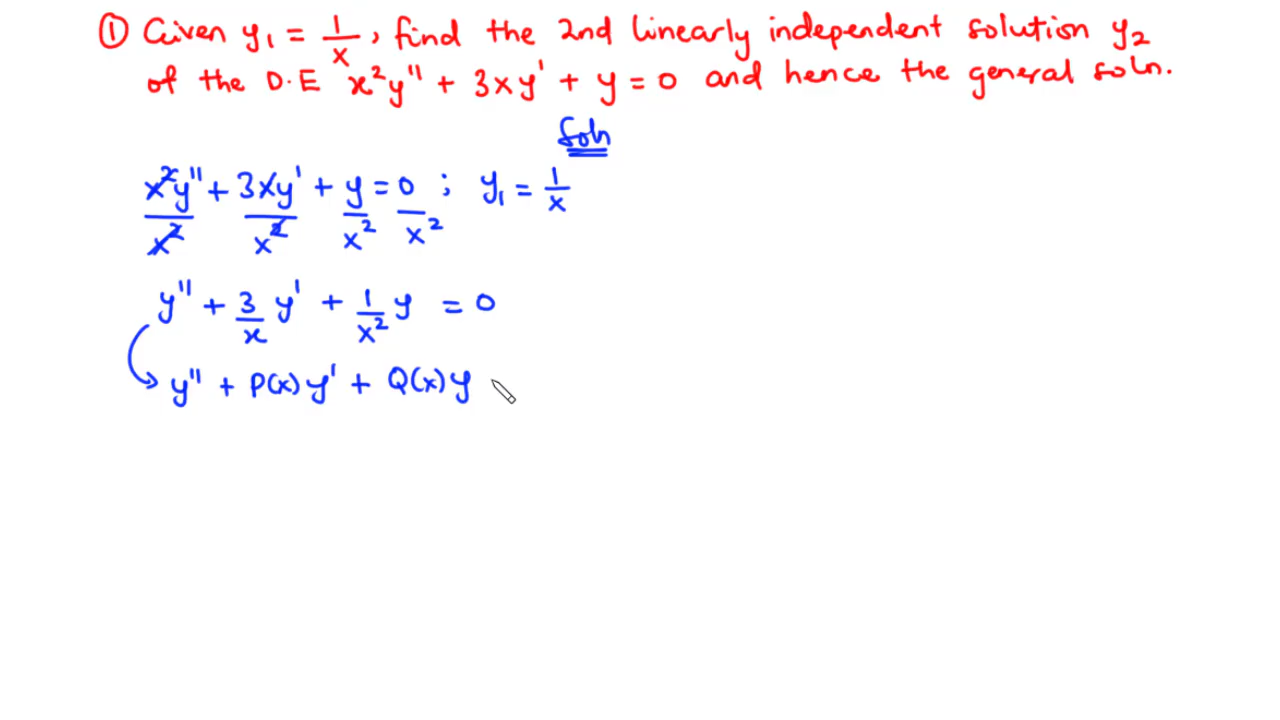 ① Given y₁ = 1/x, find the 2nd linearly independent solution y₂
of the D.E x²y'' + 3xy' + y = 0 and hence the general soln.
Soln
x²y''/x² + 3xy'/x² + y/x² = 0/x² ; y₁ = 1/x
y'' + 3/x y' + 1/x² y = 0
y'' + P(x)y' + Q(x)y